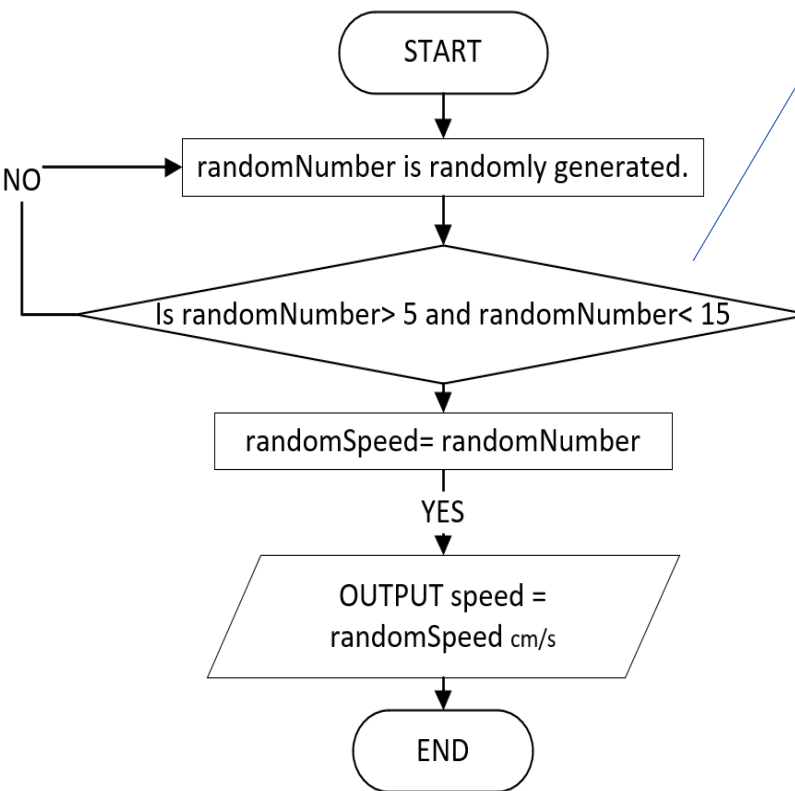 START
randomNumber is randomly generated.
NO
Is randomNumber> 5 and randomNumber< 15
randomSpeed= randomNumber
YES
OUTPUT speed =
randomSpeed cm/s
END